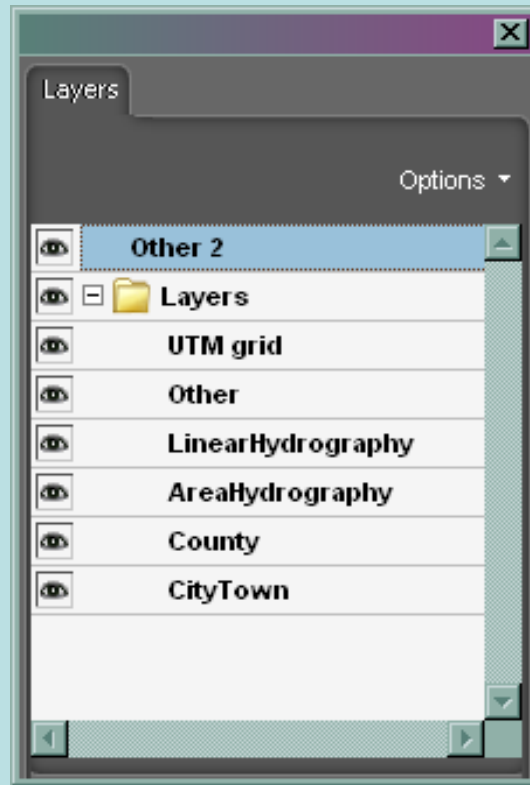 Layers
Options
Other 2
Layers
UTM grid
Other
LinearHydrography
AreaHydrography
County
CityTown